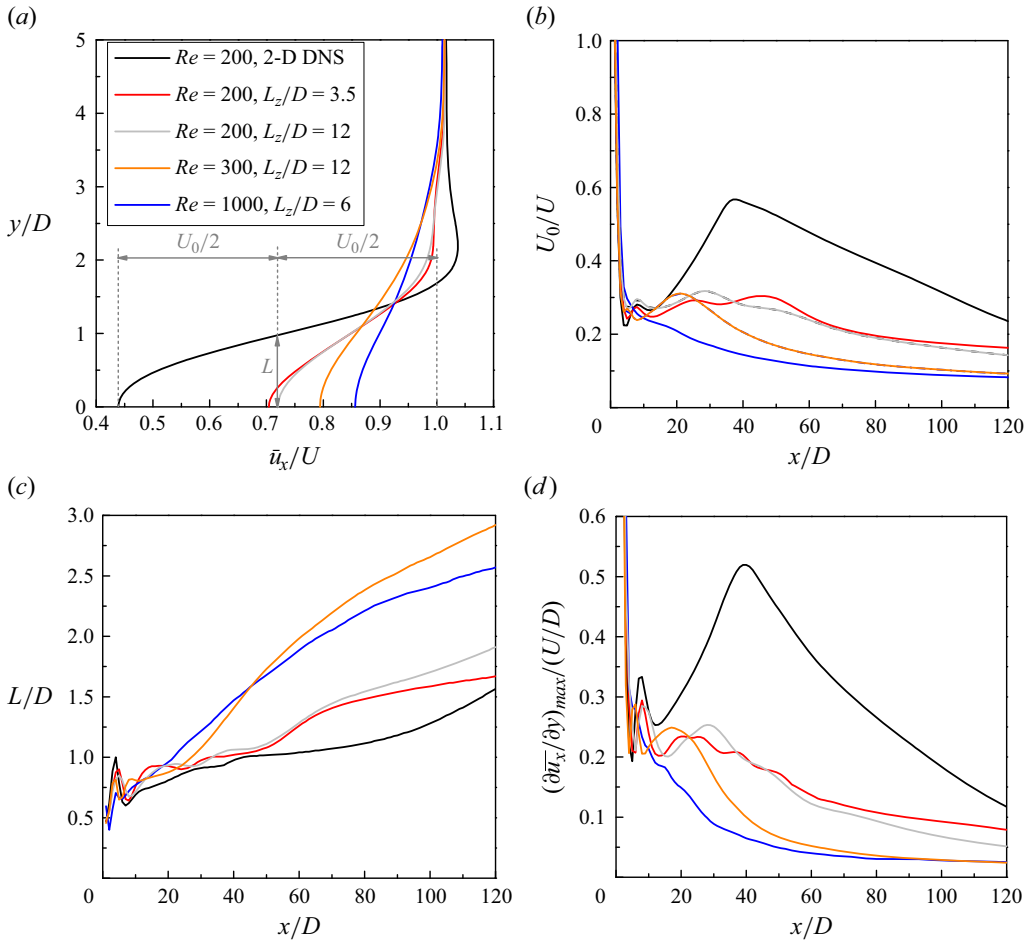 (a)
5
4
3
2
1
0
y/D
Re = 200, 2-D DNS
Re = 200, L_z/D = 3.5
Re = 200, L_z/D = 12
Re = 300, L_z/D = 12
Re = 1000, L_z/D = 6
U_0/2 U_0/2
L
0.4 0.5 0.6 0.7 0.8 0.9 1.0 1.1
ū_x/U
(b)
1.0
0.8
0.6
0.4
0.2
U_0/U
0 20 40 60 80 100 120
x/D
(c)
3.0
2.5
2.0
1.5
1.0
0.5
L/D
0 20 40 60 80 100 120
x/D
(d)
0.6
0.5
0.4
0.3
0.2
0.1
(∂ū_x/∂y)_max/(U/D)
0 20 40 60 80 100 120
x/D